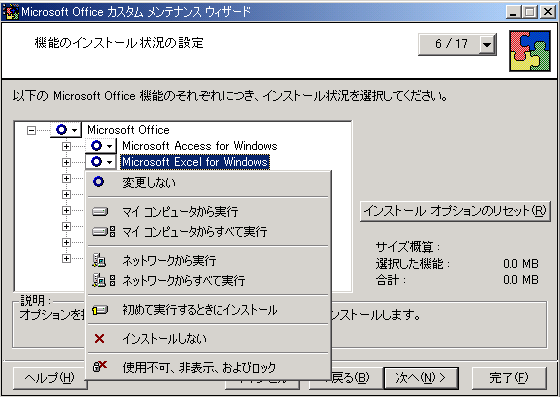 Microsoft Office カスタム メンテナンス ウィザード
機能のインストール状況の設定
6 / 17
以下の Microsoft Office 機能のそれぞれにつき、インストール状況を選択してください。
Microsoft Office
Microsoft Access for Windows
Microsoft Excel for Windows
変更しない
マイ コンピュータから実行
マイ コンピュータからすべて実行
ネットワークから実行
ネットワークからすべて実行
初めて実行するときにインストール
インストールしない
使用不可、非表示、およびロック
インストール オプションのリセット(R)
サイズ概算:
選択した機能: 0.0 MB
合計: 0.0 MB
説明:
オプションを
ンストールします。
ヘルプ(H)
戻る(B)
次へ(N) >
完了(F)